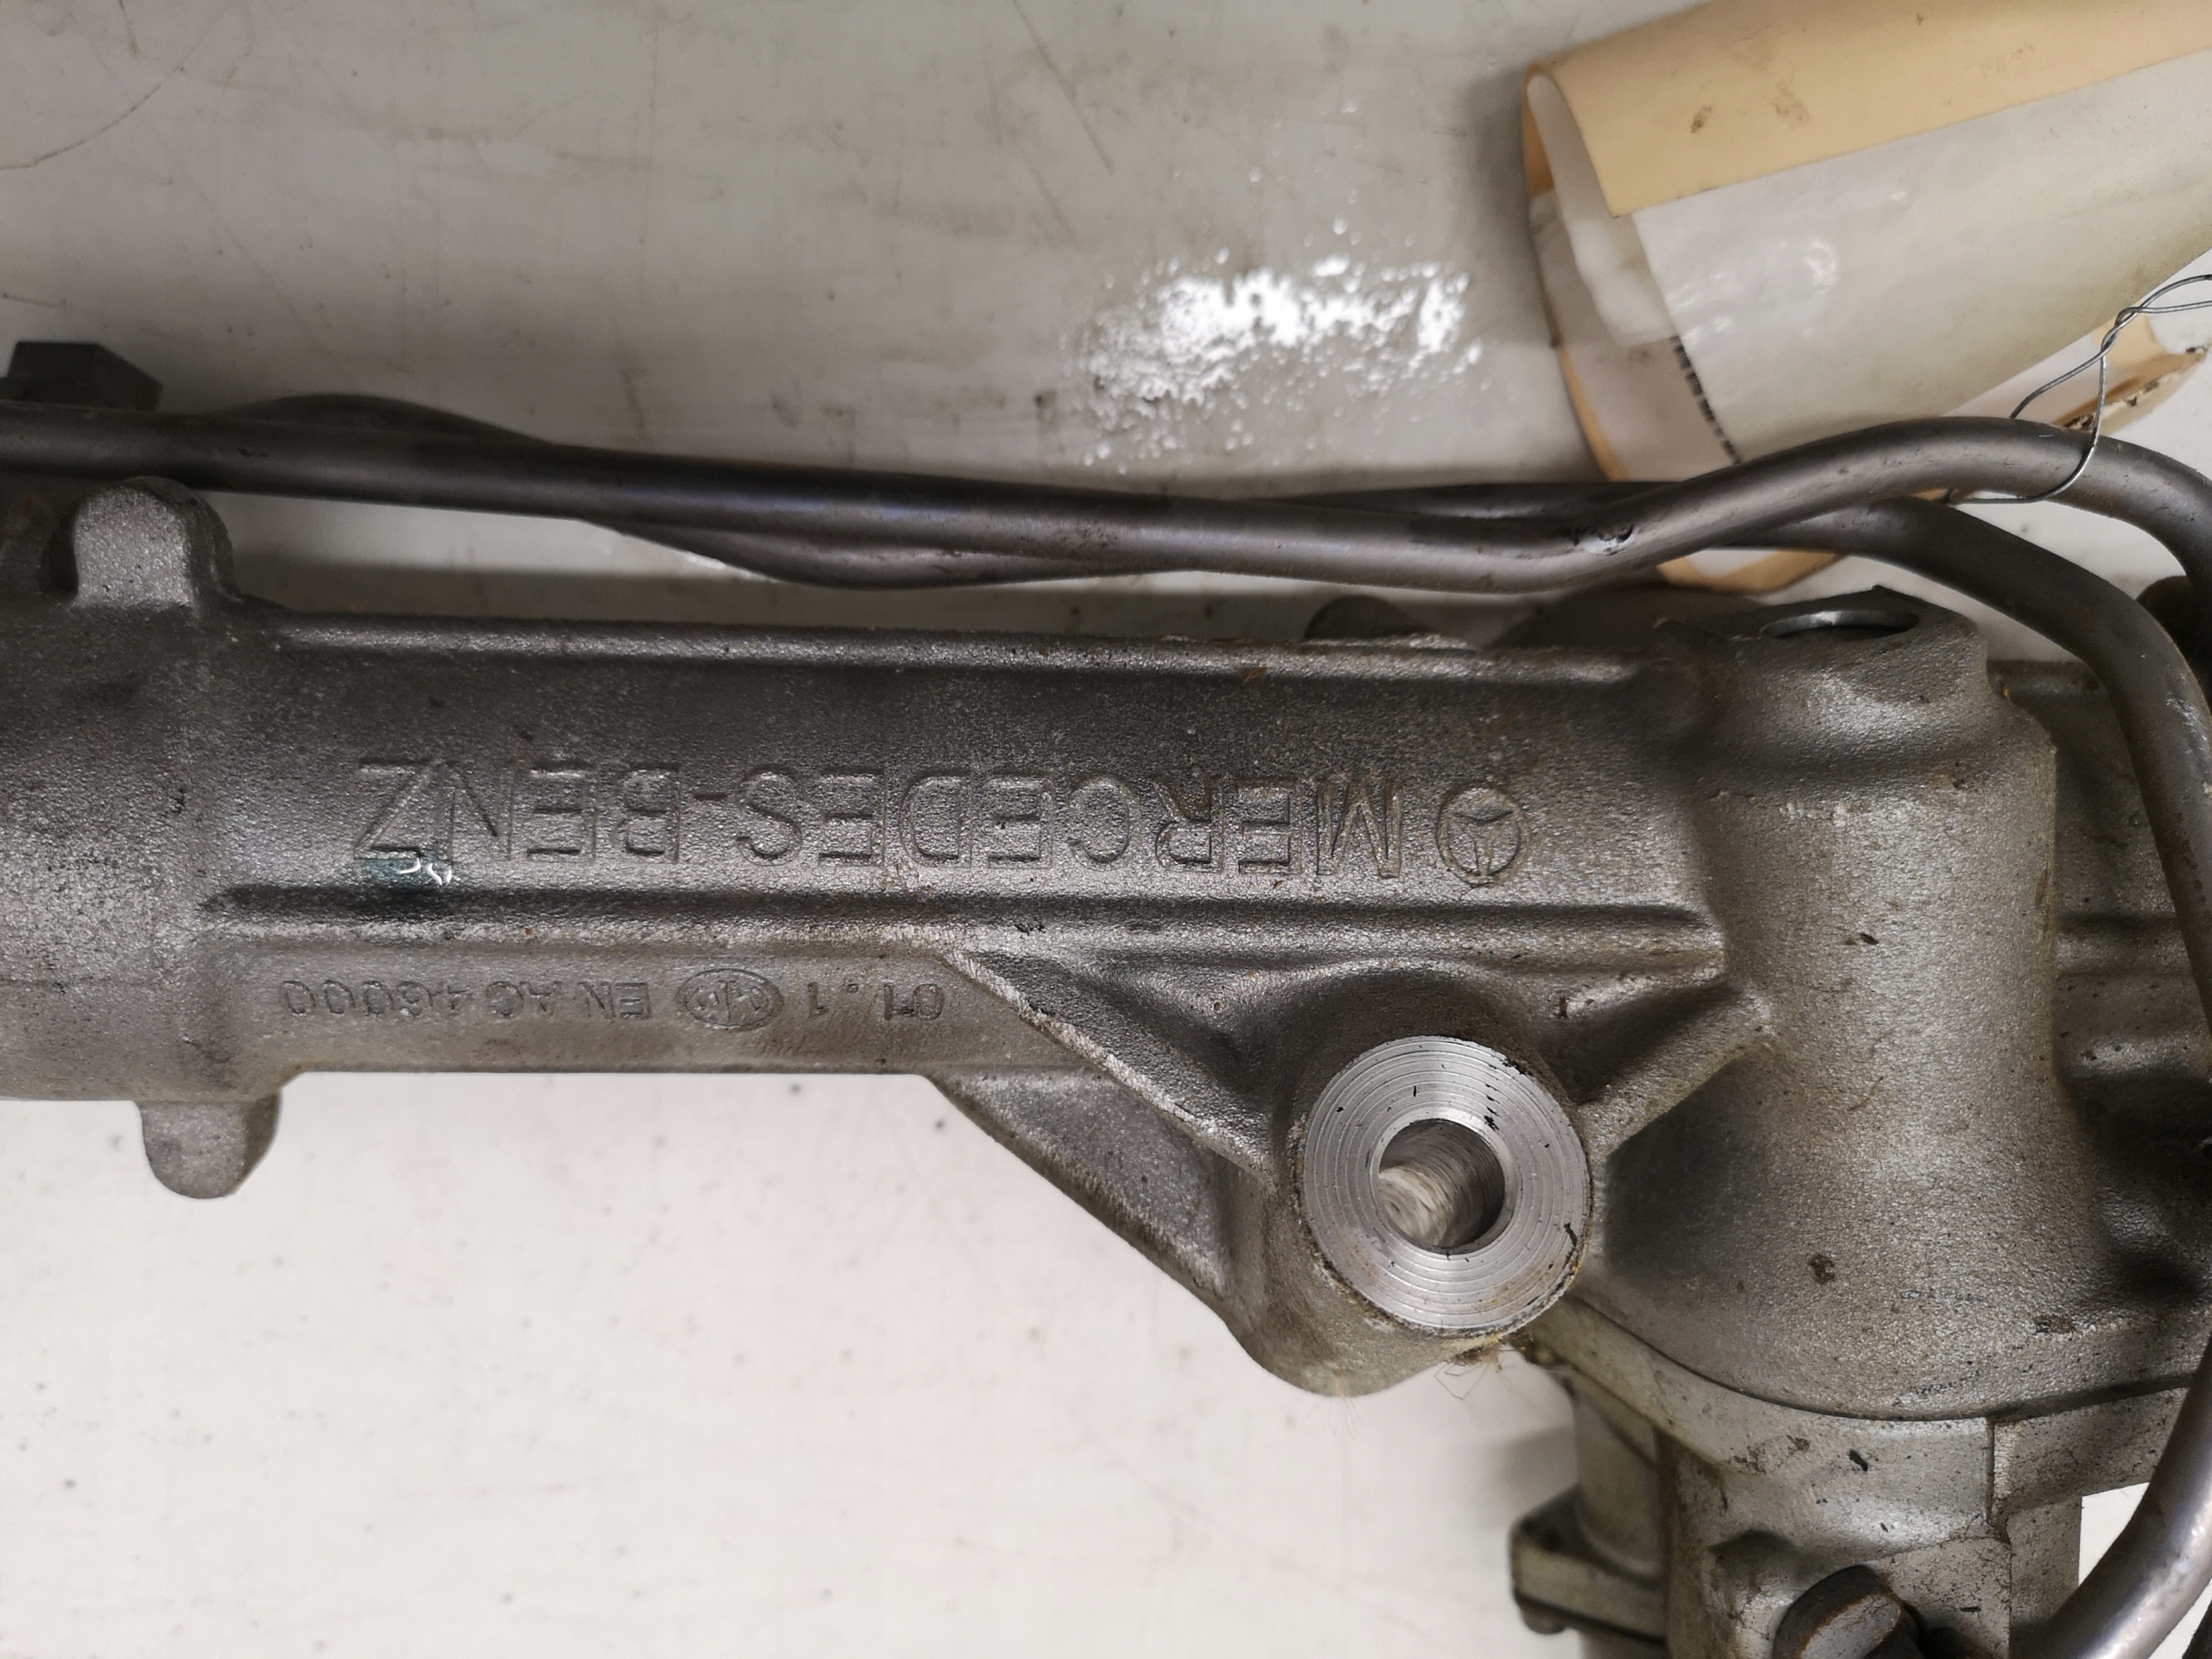 MERCEDES-BENZ
01.1 EN AC 46000